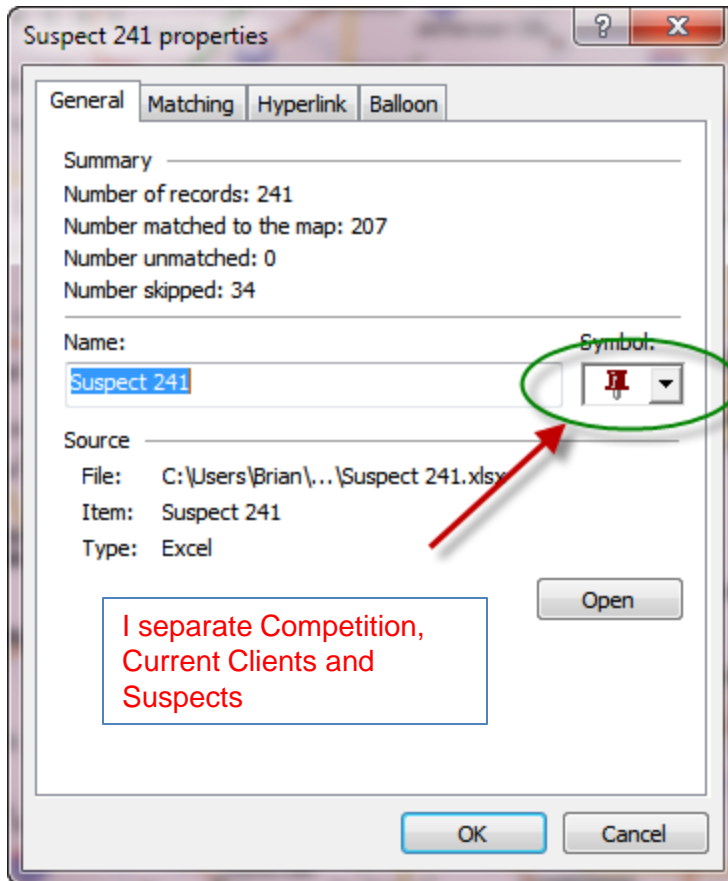 Suspect 241 properties
?
X
General Matching Hyperlink Balloon
Summary
Number of records: 241
Number matched to the map: 207
Number unmatched: 0
Number skipped: 34
Name: Symbol:
Suspect 241
Source
File: C:\Users\Brian\...\Suspect 241.xlsx
Item: Suspect 241
Type: Excel
Open
I separate Competition,
Current Clients and
Suspects
OK Cancel